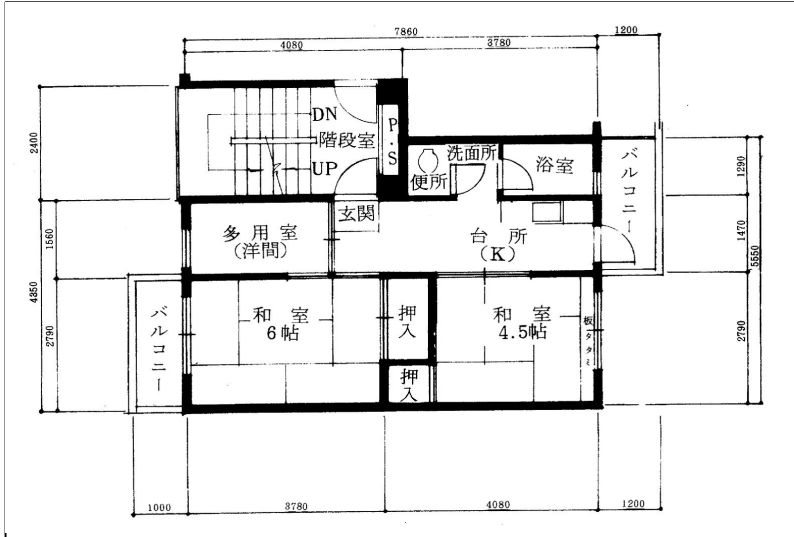 7860
1200
4080
3780
DN
階段室
UP
P・S
洗面所
便所
浴室
バルコニー
2400
1290
玄関
多用室
(洋間)
台所
(K)
1560
1470
5550
4350
バルコニー
和室
6帖
押入
和室
4.5帖
板タタミ
2790
2790
押入
1000
3780
4080
1200